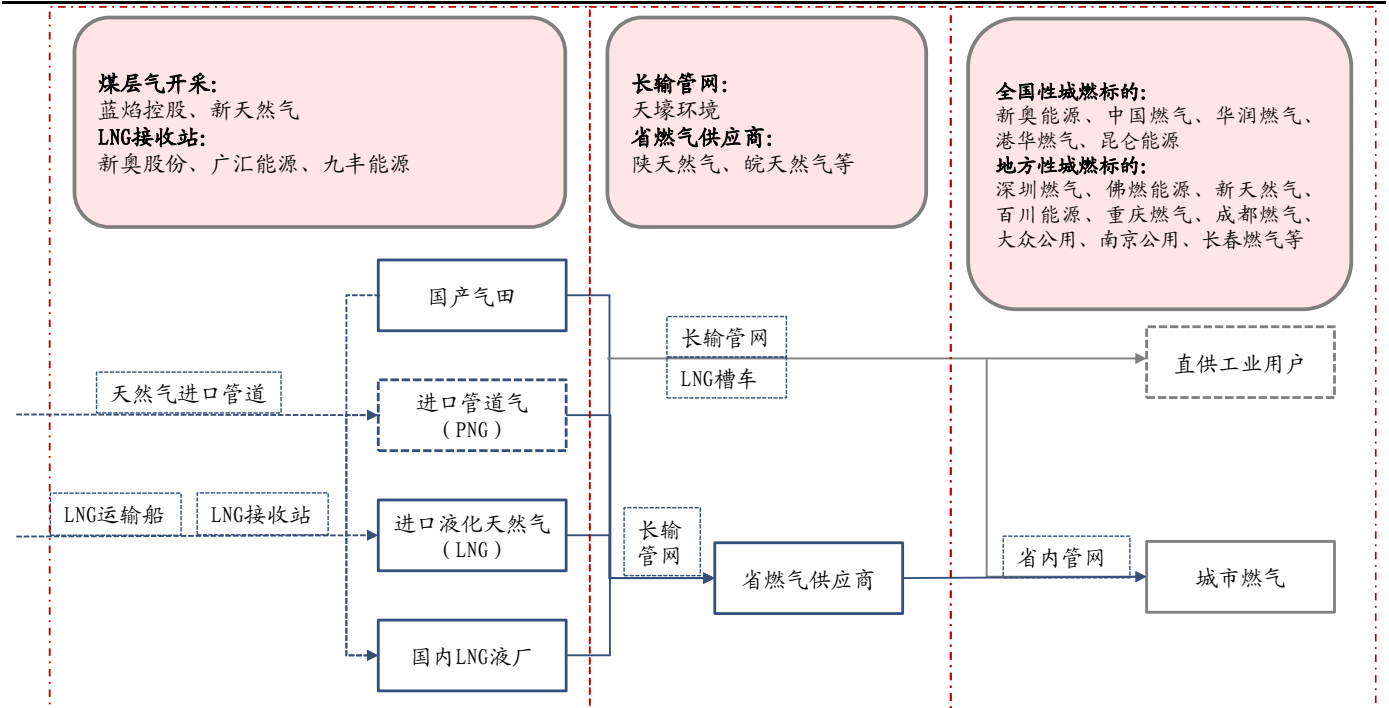 煤层气开采:
蓝焰控股、新天然气
LNG接收站:
新奥股份、广汇能源、九丰能源
长输管网:
天壕环境
省燃气供应商:
陕天然气、皖天然气等
全国性城燃标的:
新奥能源、中国燃气、华润燃气、
港华燃气、昆仑能源
地方性城燃标的:
深圳燃气、佛燃能源、新天然气、
百川能源、重庆燃气、成都燃气、
大众公用、南京公用、长春燃气等
国产气田
长输管网
LNG槽车
直供工业用户
天然气进口管道
进口管道气
(PNG)
LNG运输船
LNG接收站
进口液化天然气
(LNG)
长输
管网
省燃气供应商
省内管网
城市燃气
国内LNG液厂